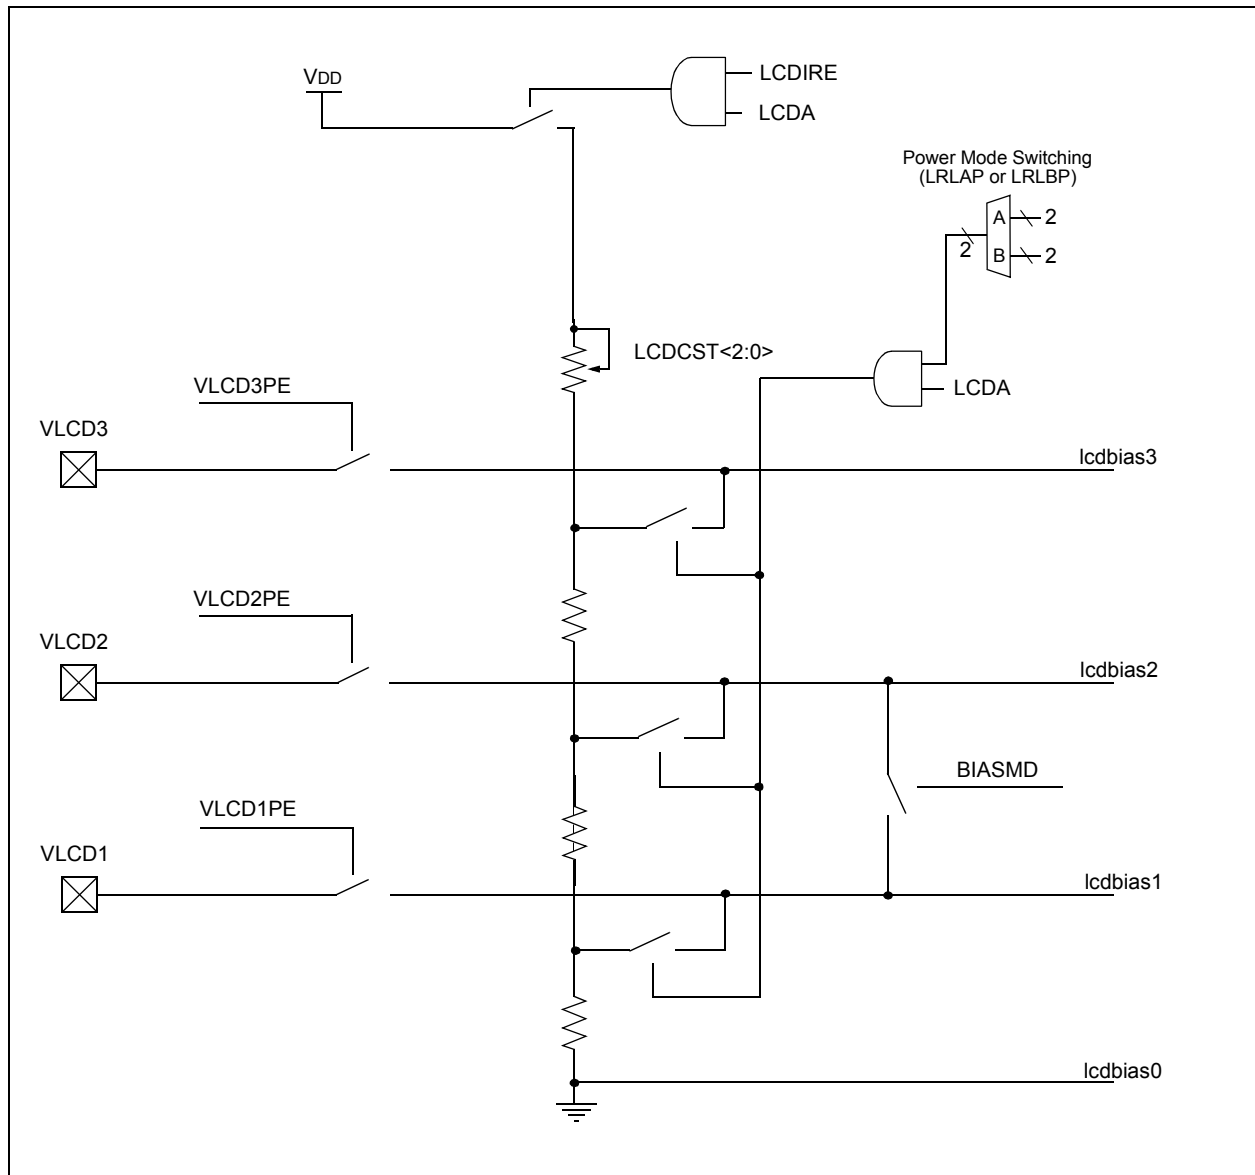 VDD
LCDIRE
LCDA
Power Mode Switching
(LRLAP or LRLBP)
A
2
2
B
2
LCDCST<2:0>
LCDA
VLCD3PE
VLCD3
lcdbias3
VLCD2PE
VLCD2
lcdbias2
BIASMD
VLCD1PE
VLCD1
lcdbias1
lcdbias0